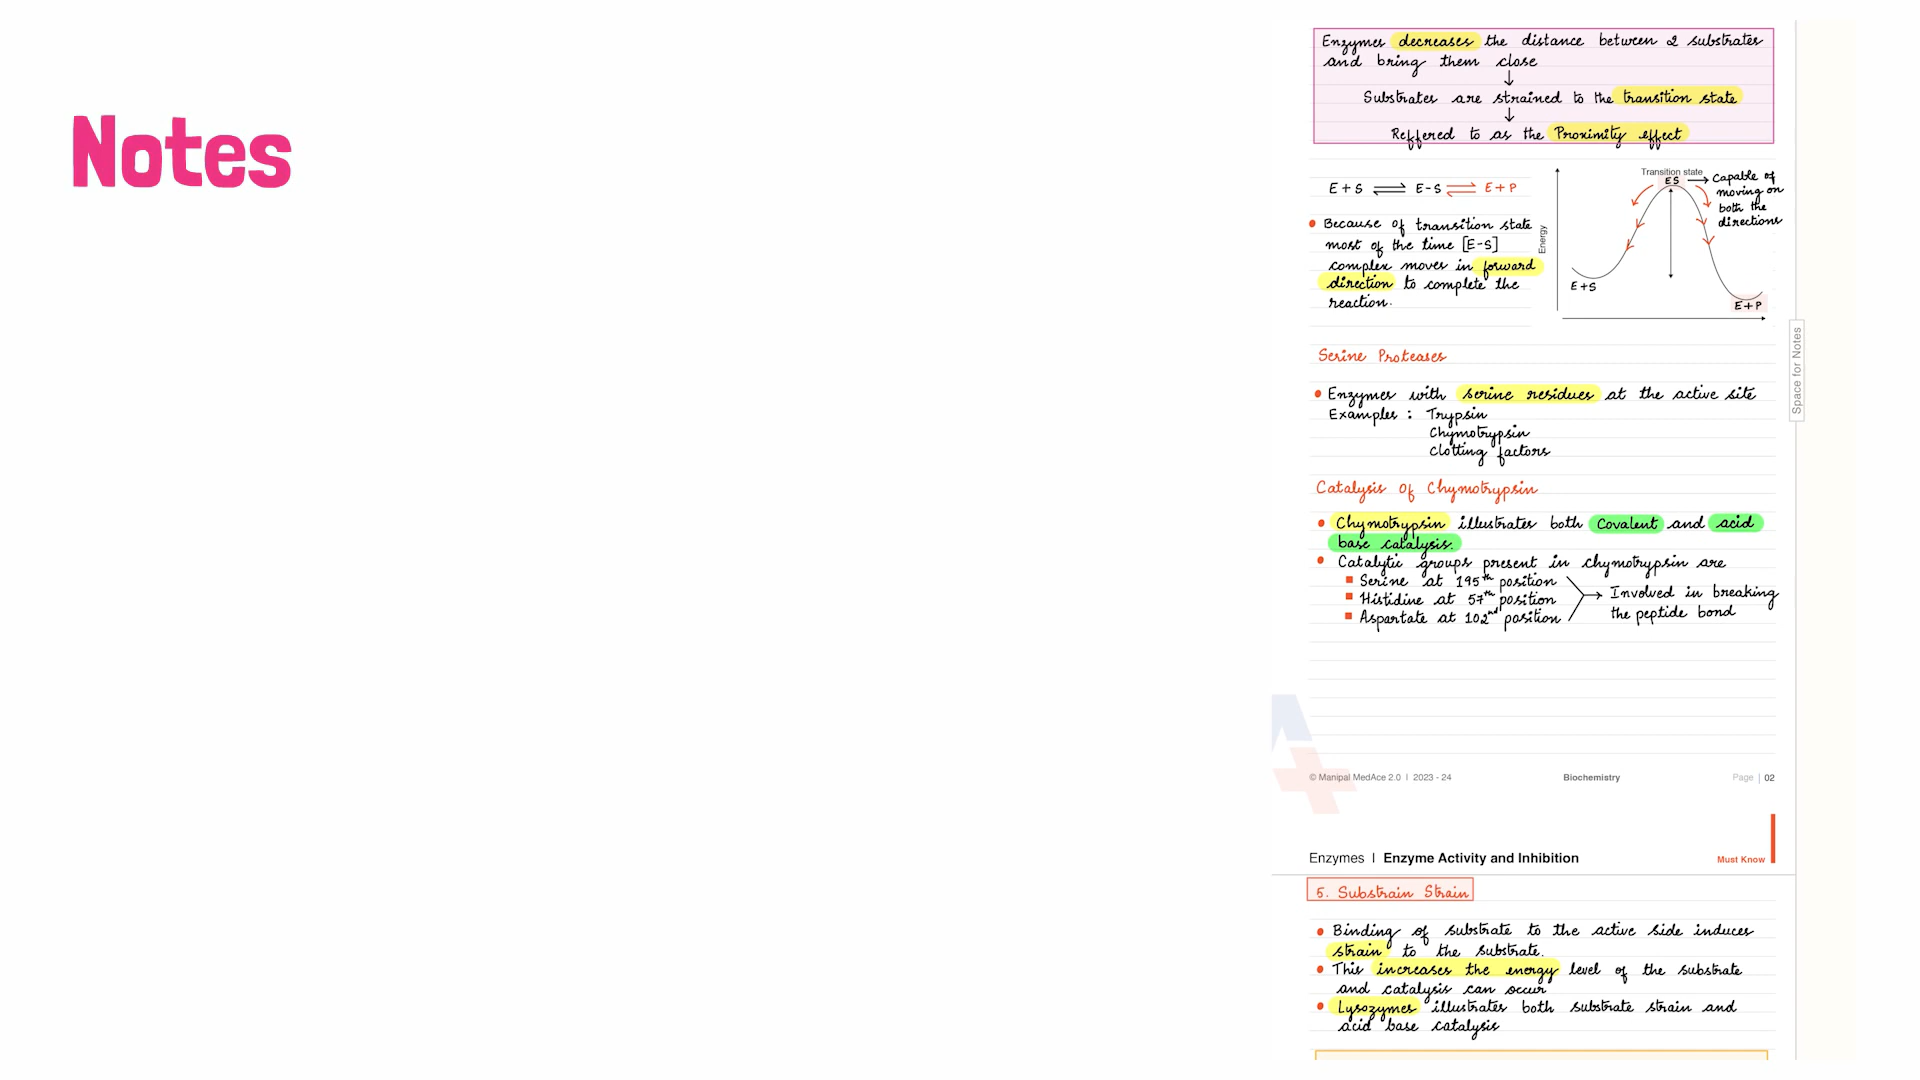 Notes
Enzymes decreases the distance between 2 substrates
and bring them close
↓
Substrates are strained to the transition state
↓
Reffered to as the Proximity effect
E + S ⇌ E-S ⇌ E + P
Because of transition state
most of the time [E-S]
complex moves in forward
direction to complete the
reaction.
Energy
Transition state
ES → Capable of
moving on
both the
directions
E+S
E+P
Serine Proteases
Enzymes with serine residues at the active site
Examples : Trypsin
Chymotrypsin
Clotting factors
Catalysis of Chymotrypsin
Chymotrypsin illustrates both Covalent and acid
base catalysis.
Catalytic groups present in chymotrypsin are
Serine at 195th position
Histidine at 57th position
Aspartate at 102nd position
→ Involved in breaking
the peptide bond
Space for Notes
© Manipal MedAce 2.0 | 2023 - 24 Biochemistry Page | 02
Enzymes | Enzyme Activity and Inhibition Must Know
5. Substrain Strain
Binding of substrate to the active side induces
strain to the substrate.
This increases the energy level of the substrate
and catalysis can occur
Lysozymes illustrates both substrate strain and
acid base catalysis